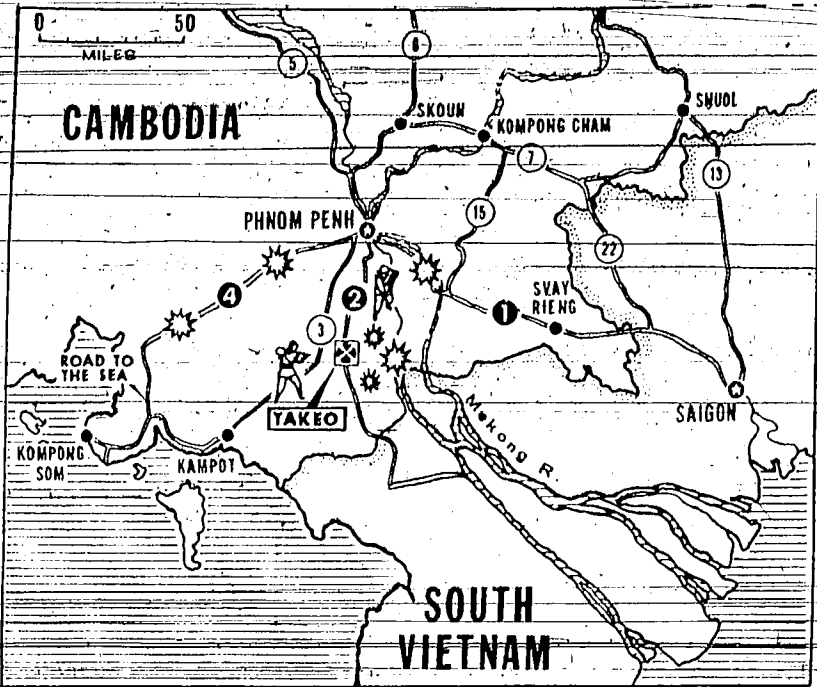 0 50
MILES
CAMBODIA
5
6
SKOUN
KOMPONG CHAM
SNUOL
7
13
15
22
PHNOM PENH
4
2
3
1
SVAY
RIENG
ROAD TO
THE SEA
TAKEO
KOMPONG
SOM
KAMPOT
SAIGON
Mekong R.
SOUTH
VIETNAM